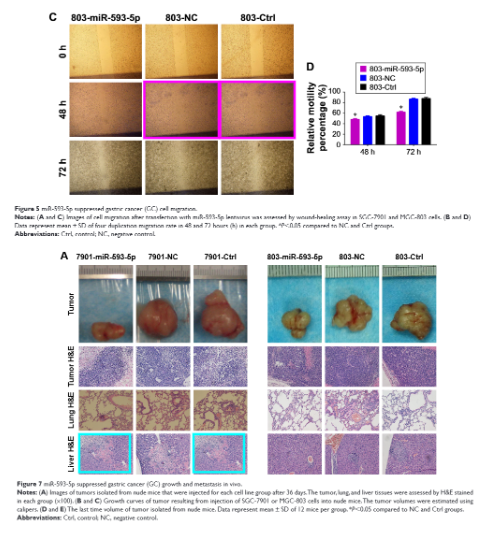 C 803-miR-593-5p 803-NC 803-Ctrl
0 h
48 h
72 h
D
803-miR-593-5p
803-NC
803-Ctrl
Relative motility
percentage (%)
100
80
60
40
20
0
* *
48 h 72 h
Figure 5 miR-593-5p suppressed gastric cancer (GC) cell migration.
Notes: (A and C) Images of cell migration after transfection with miR-593-5p lentivirus was assessed by wound-healing assay in SGC-7901 and MGC-803 cells. (B and D)
Data represent mean ± SD of four duplication migration rate in 48 and 72 hours (h) in each group. *P<0.05 compared to NC and Ctrl groups.
Abbreviations: Ctrl, control; NC, negative control.
A 7901-miR-593-5p 7901-NC 7901-Ctrl 803-miR-593-5p 803-NC 803-Ctrl
Tumor
Tumor H&E
Lung H&E
Liver H&E
Figure 7 miR-593-5p suppressed gastric cancer (GC) growth and metastasis in vivo.
Notes: (A) Images of tumors isolated from nude mice that were injected for each cell line group after 36 days. The tumor, lung, and liver tissues were assessed by H&E stained
in each group (×100). (B and C) Growth curves of tumor resulting from injection of SGC-7901 or MGC-803 cells into nude mice. The tumor volumes were estimated using
calipers. (D and E) The last time volume of tumor isolated from nude mice. Data represent mean ± SD of 12 mice per group. *P<0.05 compared to NC and Ctrl groups.
Abbreviations: Ctrl, control; NC, negative control.